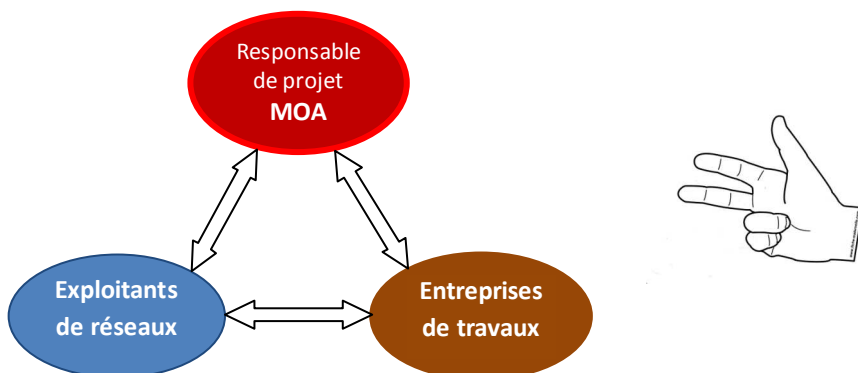 Responsable
de projet
MOA
Exploitants
de réseaux
Entreprises
de travaux